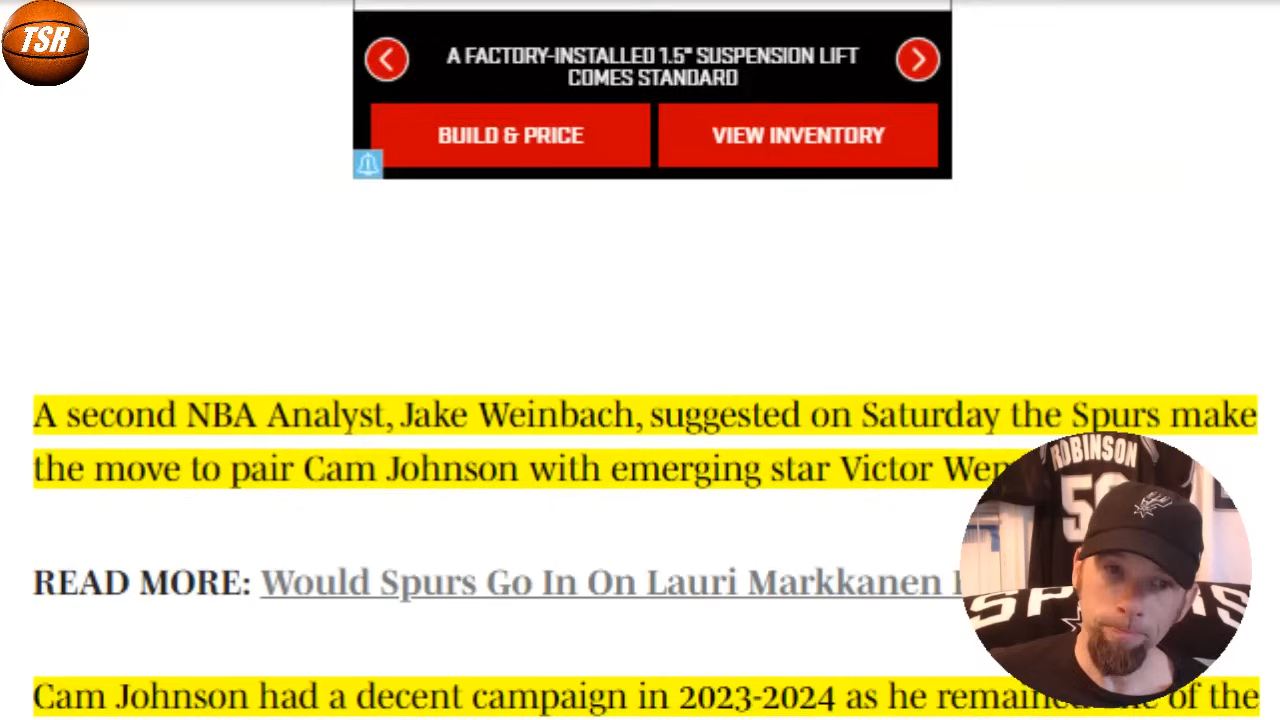 TSR
A FACTORY-INSTALLED 1.5" SUSPENSION LIFT
COMES STANDARD
BUILD & PRICE
VIEW INVENTORY
A second NBA Analyst, Jake Weinbach, suggested on Saturday the Spurs make
the move to pair Cam Johnson with emerging star Victor
READ MORE: Would Spurs Go In On Lauri Markkanen
Cam Johnson had a decent campaign in 2023-2024 as he of the
ROBINSON